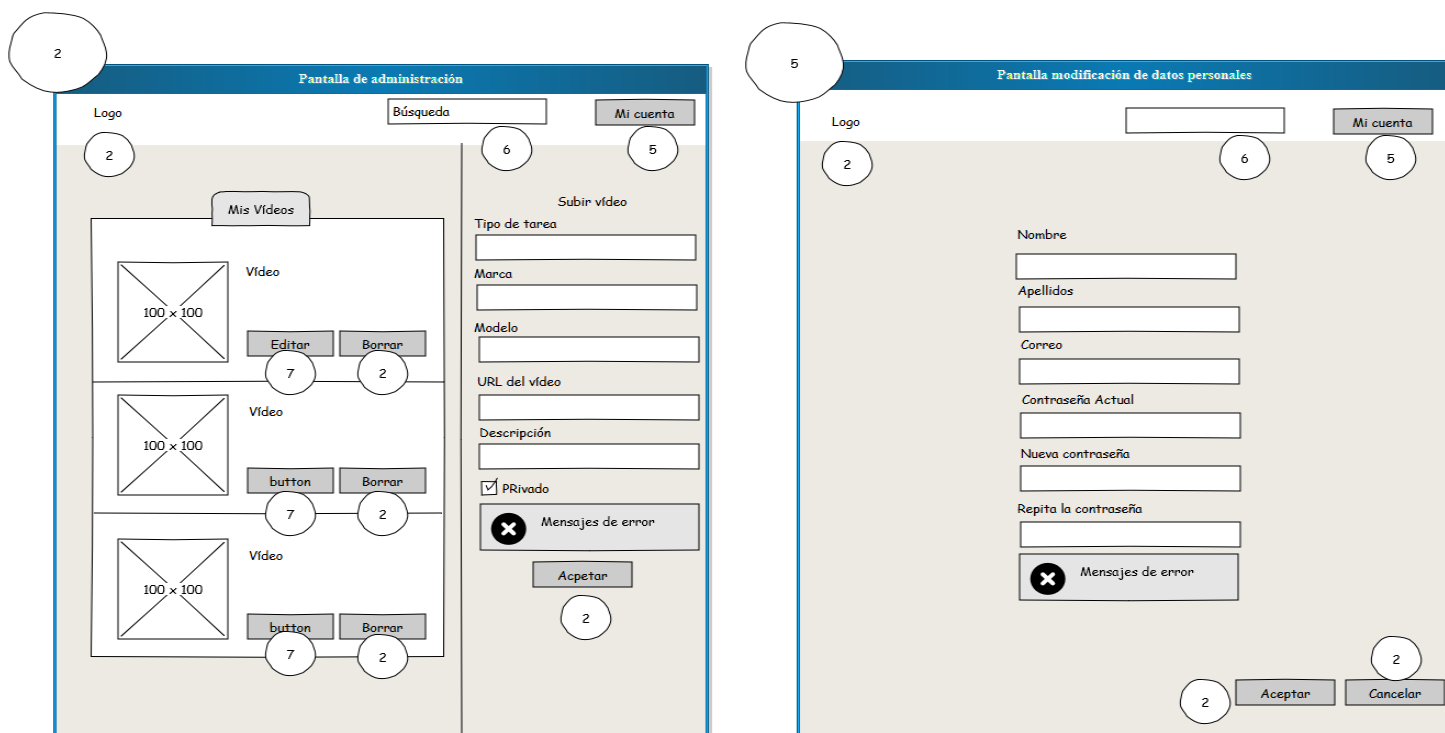 2
Pantalla de administración
Logo
Búsqueda
Mi cuenta
2
6
5
Mis Vídeos
Vídeo
100 x 100
Editar
Borrar
7
2
Vídeo
100 x 100
button
Borrar
7
2
Vídeo
100 x 100
button
Borrar
7
2
Subir vídeo
Tipo de tarea
Marca
Modelo
URL del vídeo
Descripción
PRivado
Mensajes de error
Acpetar
2
5
Pantalla modificación de datos personales
Logo
Mi cuenta
2
6
5
Nombre
Apellidos
Correo
Contraseña Actual
Nueva contraseña
Repita la contraseña
Mensajes de error
2
2
Aceptar
Cancelar